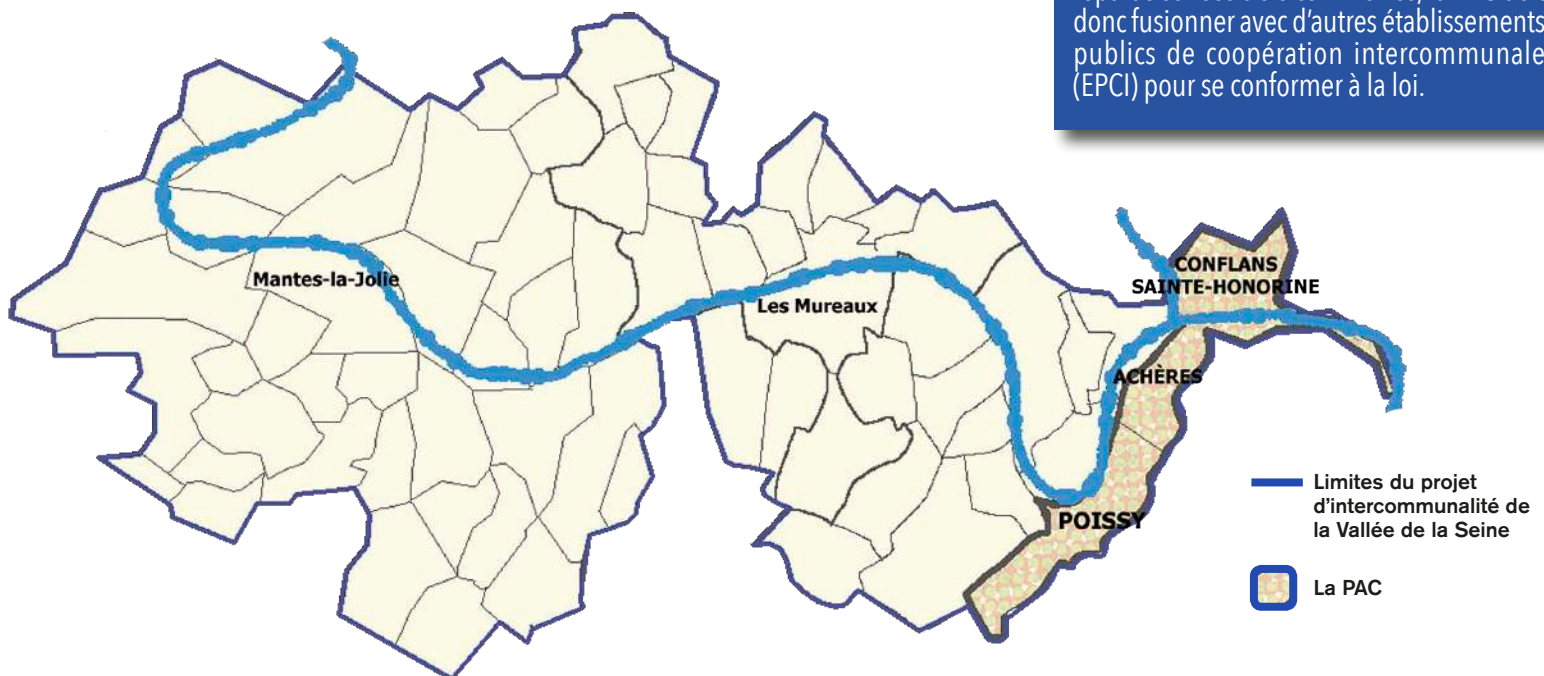 donc fusionner avec d'autres établissements
publics de coopération intercommunale
(EPCI) pour se conformer à la loi.
Mantes-la-Jolie
Les Mureaux
CONFLANS
SAINTE-HONORINE
ACHÈRES
POISSY
Limites du projet
d'intercommunalité de
la Vallée de la Seine
La PAC